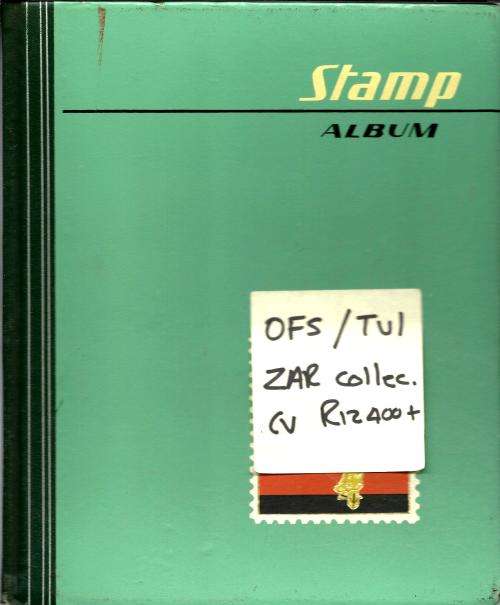 Stamp
ALBUM
OFS / TVl
ZAR collec.
CV R12400+